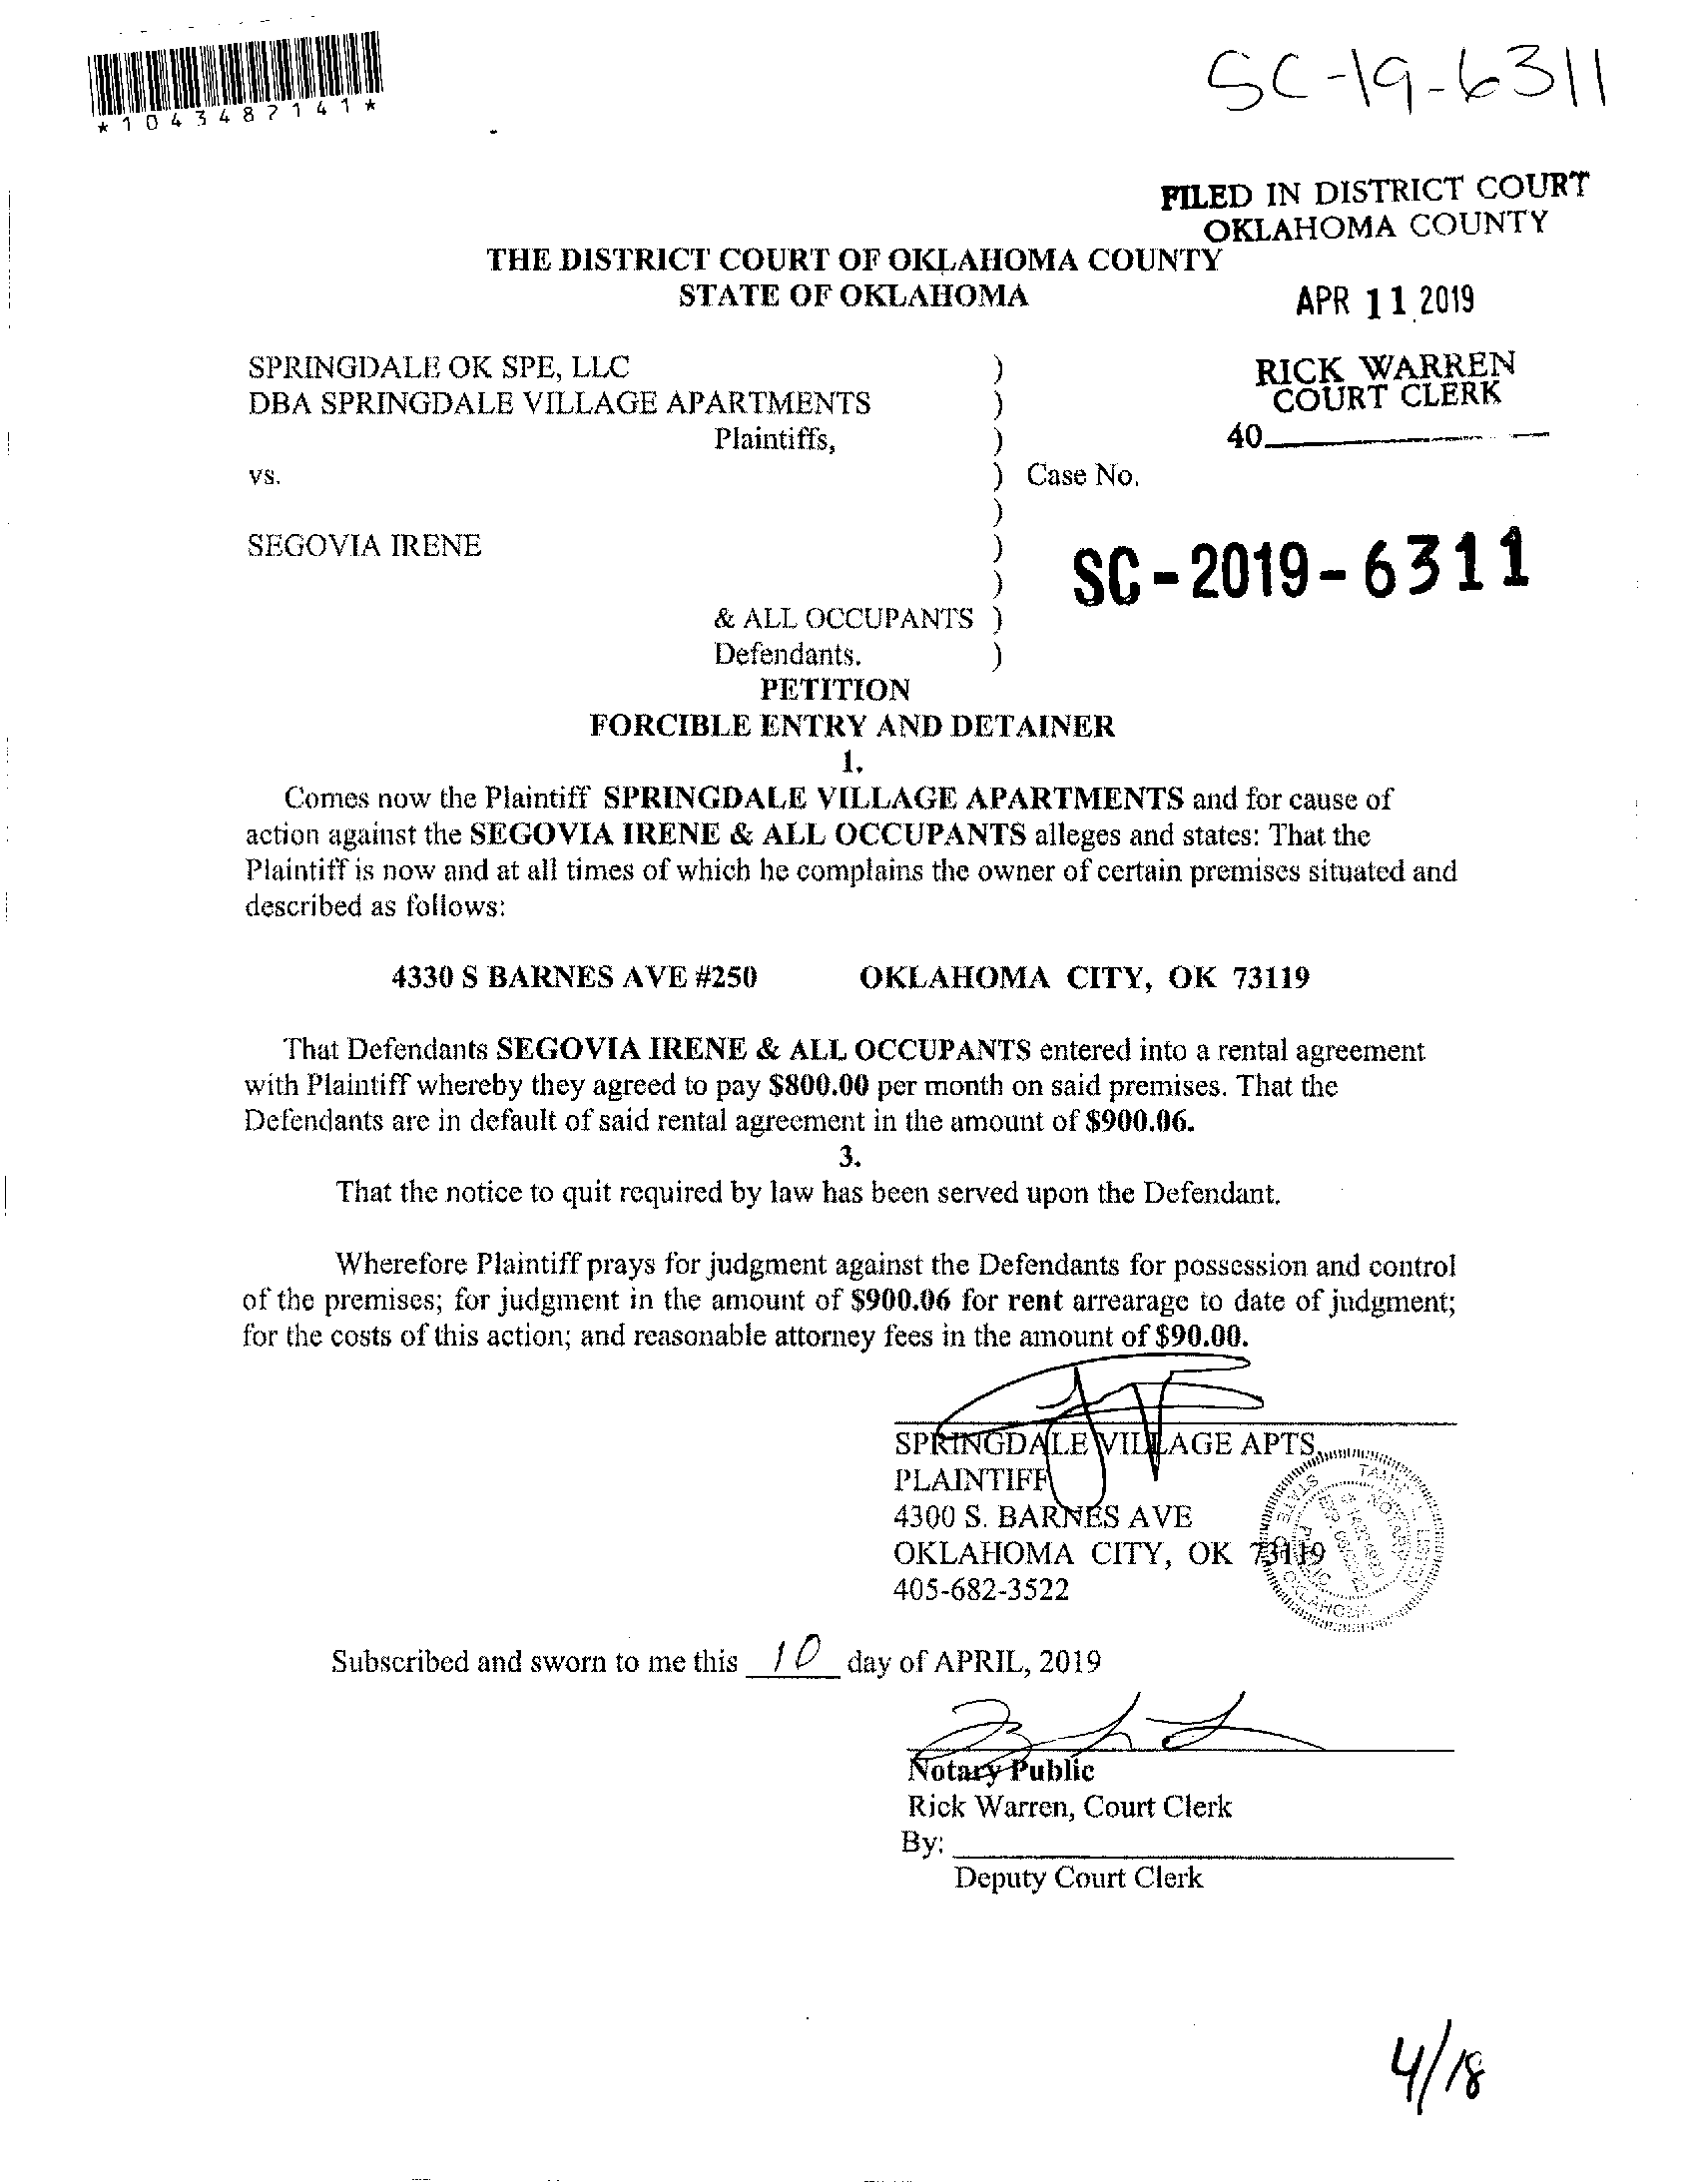 *1043487141*
SC-19-6311
FILED IN DISTRICT COURT
OKLAHOMA COUNTY
THE DISTRICT COURT OF OKLAHOMA COUNTY
STATE OF OKLAHOMA
APR 11 2019
SPRINGDALE OK SPE, LLC )
DBA SPRINGDALE VILLAGE APARTMENTS )
RICK WARREN
COURT CLERK
Plaintiffs, )
40
vs. ) Case No.
)
SEGOVIA IRENE )
SC-2019-6311
)
& ALL OCCUPANTS )
Defendants. )
PETITION
FORCIBLE ENTRY AND DETAINER
1.
Comes now the Plaintiff SPRINGDALE VILLAGE APARTMENTS and for cause of
action against the SEGOVIA IRENE & ALL OCCUPANTS alleges and states: That the
Plaintiff is now and at all times of which he complains the owner of certain premises situated and
described as follows:
4330 S BARNES AVE #250 OKLAHOMA CITY, OK 73119
That Defendants SEGOVIA IRENE & ALL OCCUPANTS entered into a rental agreement
with Plaintiff whereby they agreed to pay $800.00 per month on said premises. That the
Defendants are in default of said rental agreement in the amount of $900.06.
3.
That the notice to quit required by law has been served upon the Defendant.
Wherefore Plaintiff prays for judgment against the Defendants for possession and control
of the premises; for judgment in the amount of $900.06 for rent arrearage to date of judgment;
for the costs of this action; and reasonable attorney fees in the amount of $90.00.
SPRINGDALE VILLAGE APTS.
PLAINTIFF
4300 S. BARNES AVE
OKLAHOMA CITY, OK 73119
405-682-3522
STATE
OKLAHOMA
NOTARY
Subscribed and sworn to me this 10 day of APRIL, 2019
Notary Public
Rick Warren, Court Clerk
By:
Deputy Court Clerk
4/18